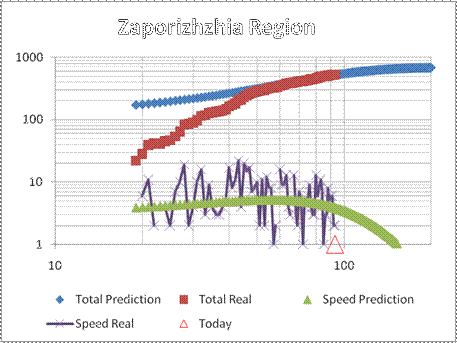 Zaporizhzhia Region
1000
100
10
1
10
100
Total Prediction
Total Real
Speed Prediction
Speed Real
Today